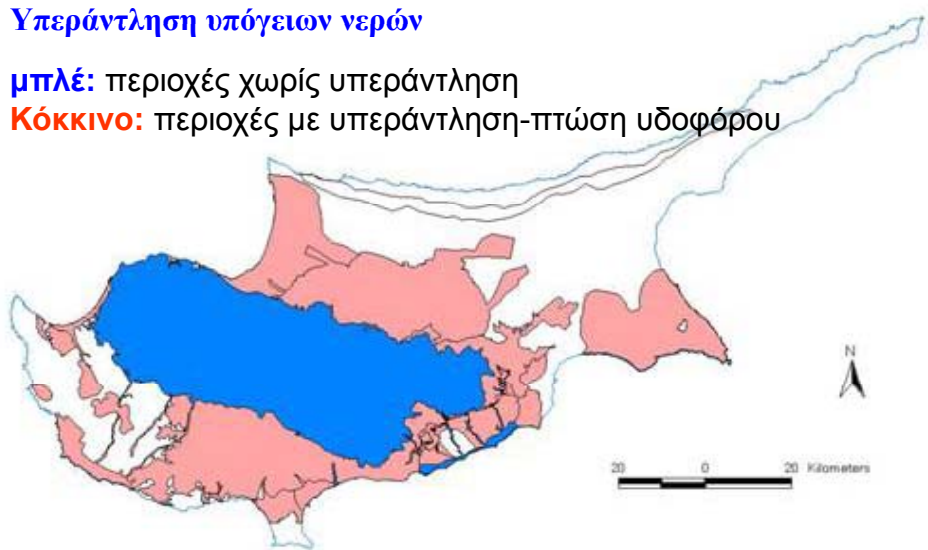 Υπεράντληση υπόγειων νερών
μπλέ: περιοχές χωρίς υπεράντληση
Κόκκινο: περιοχές με υπεράντληση-πτώση υδοφόρου
N
20 0 20 Kilometers